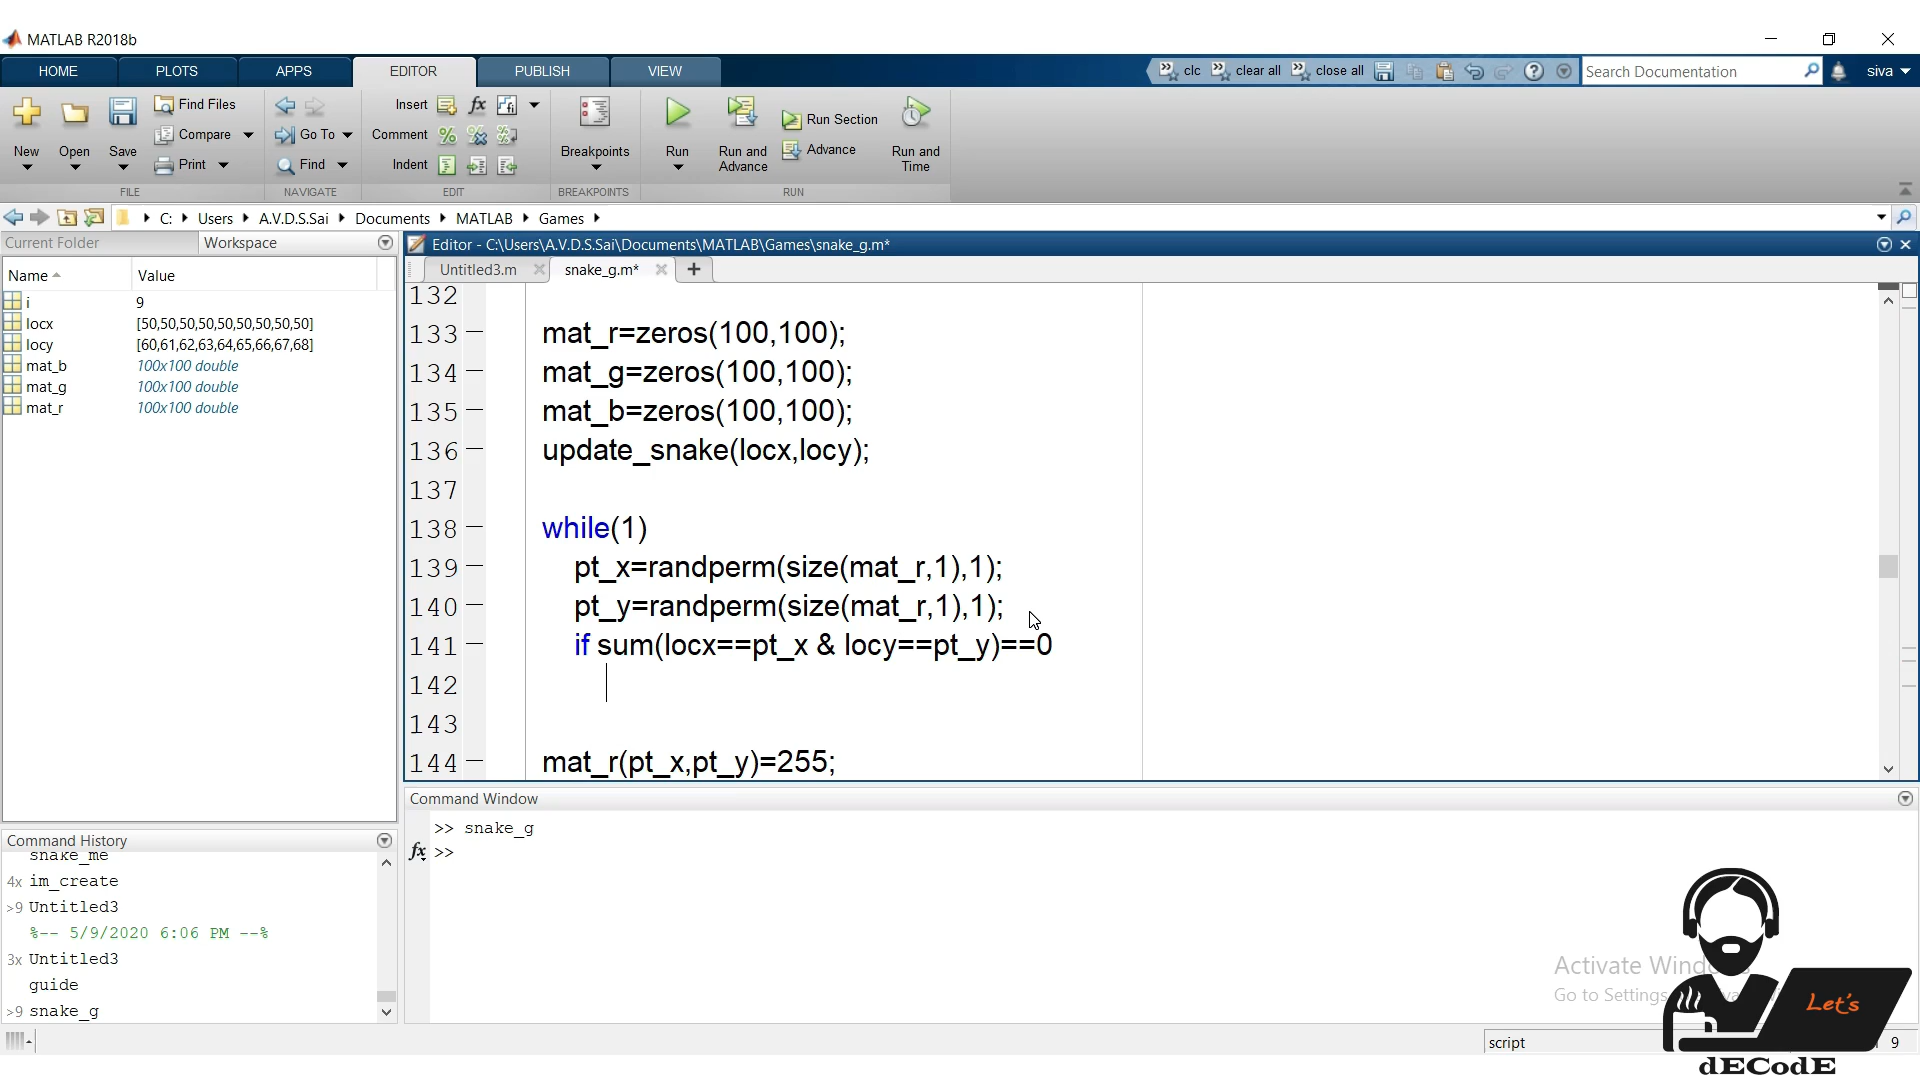 MATLAB R2018b
HOME PLOTS APPS EDITOR PUBLISH VIEW clc clear all close all Search Documentation siva
New Open Save Find Files Compare Print
Go To Find
Insert fx Comment Indent
Breakpoints
Run Run and Advance Run Section Advance Run and Time
FILE NAVIGATE EDIT BREAKPOINTS RUN
C: Users A.V.D.S.Sai Documents MATLAB Games
Current Folder Workspace
Name Value
i 9
locx [50,50,50,50,50,50,50,50,50]
locy [60,61,62,63,64,65,66,67,68]
mat_b 100x100 double
mat_g 100x100 double
mat_r 100x100 double
Editor - C:\Users\A.V.D.S.Sai\Documents\MATLAB\Games\snake_g.m*
Untitled3.m snake_g.m*
132
133 mat_r=zeros(100,100);
134 mat_g=zeros(100,100);
135 mat_b=zeros(100,100);
136 update_snake(locx,locy);
137
138 while(1)
139 pt_x=randperm(size(mat_r,1),1);
140 pt_y=randperm(size(mat_r,1),1);
141 if sum(locx==pt_x & locy==pt_y)==0
142
143
144 mat_r(pt_x,pt_y)=255;
Command Window
>> snake_g
fx >>
Command History
snake_me
4x im_create
>9 Untitled3
%-- 5/9/2020 6:06 PM --%
3x Untitled3
guide
>9 snake_g
Activate Windo
Go to Settings
Let's
dECodE
script 9